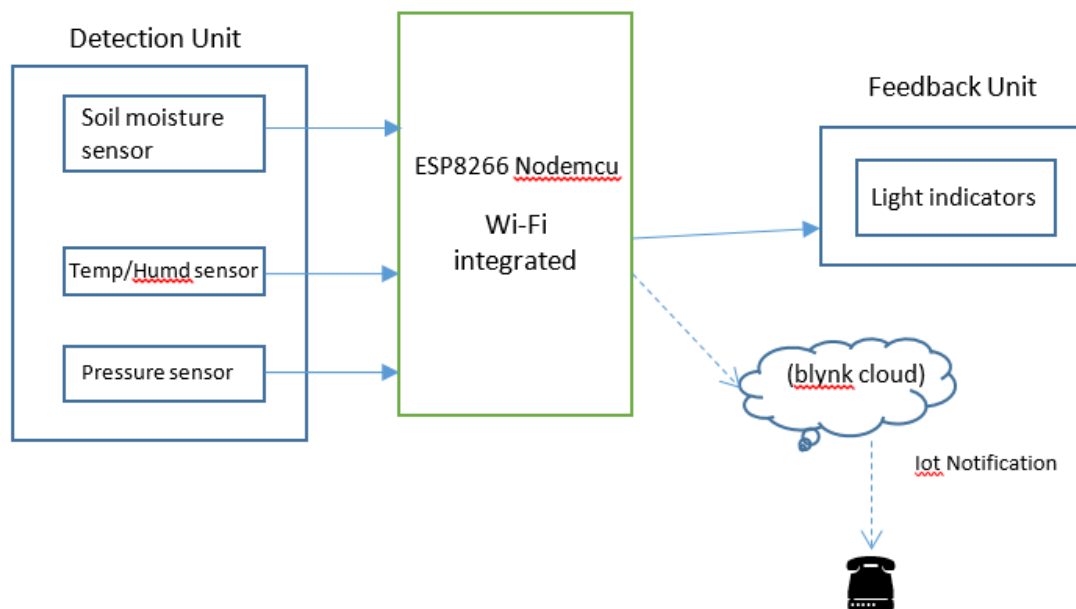 Detection Unit
Soil moisture
sensor
Temp/Humd sensor
Pressure sensor
ESP8266 Nodemcu
Wi-Fi
integrated
Feedback Unit
Light indicators
(blynk cloud)
Iot Notification